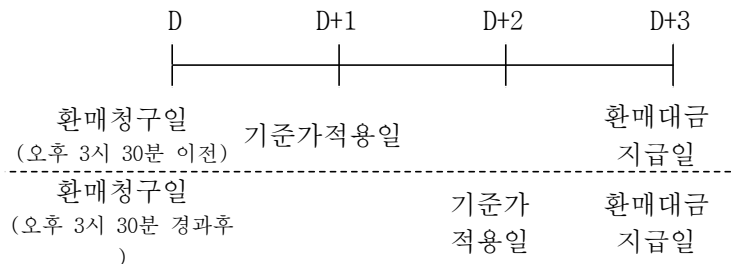 D D+1 D+2 D+3
환매청구일
(오후 3시 30분 이전)
기준가적용일
환매대금
지급일
환매청구일
(오후 3시 30분 경과후
)
기준가
적용일
환매대금
지급일